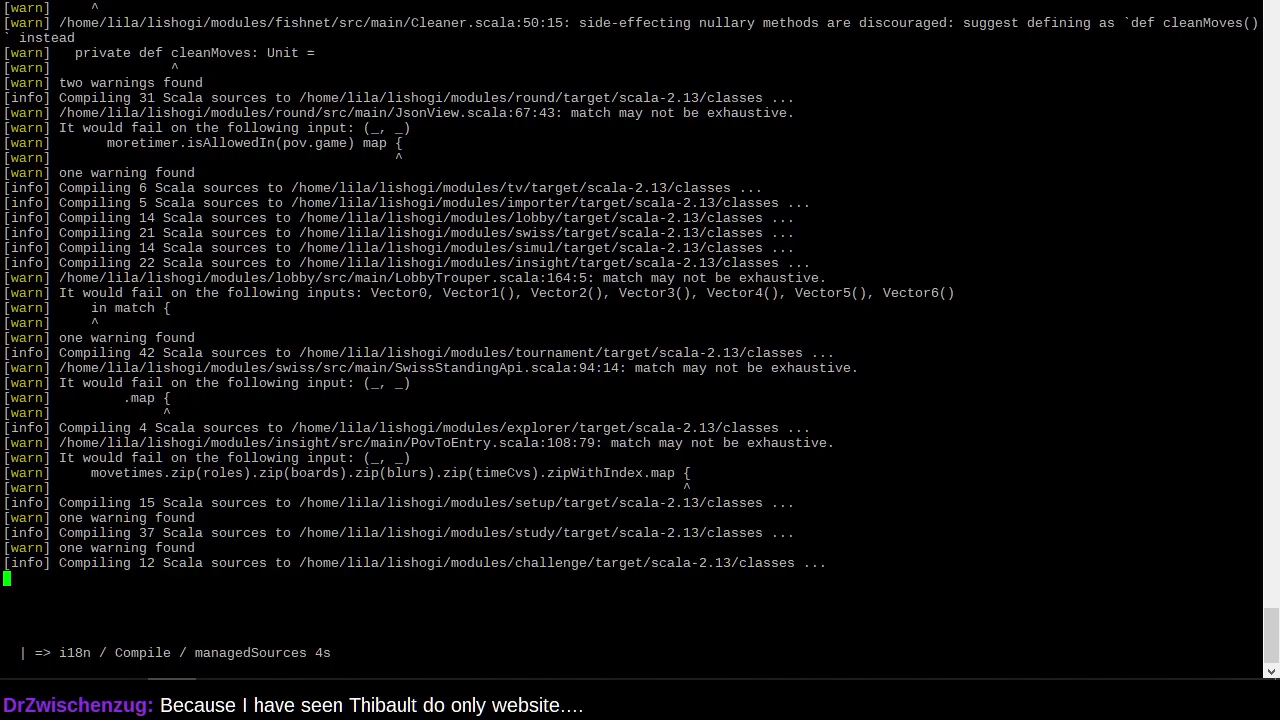 [warn]     ^
[warn] /home/lila/lishogi/modules/fishnet/src/main/Cleaner.scala:50:15: side-effecting nullary methods are discouraged: suggest defining as `def cleanMoves()
` instead
[warn]   private def cleanMoves: Unit =
[warn]               ^
[warn] two warnings found
[info] Compiling 31 Scala sources to /home/lila/lishogi/modules/round/target/scala-2.13/classes ...
[warn] /home/lila/lishogi/modules/round/src/main/JsonView.scala:67:43: match may not be exhaustive.
[warn] It would fail on the following input: (_, _)
[warn]       moretimer.isAllowedIn(pov.game) map {
[warn]                                           ^
[warn] one warning found
[info] Compiling 6 Scala sources to /home/lila/lishogi/modules/tv/target/scala-2.13/classes ...
[info] Compiling 5 Scala sources to /home/lila/lishogi/modules/importer/target/scala-2.13/classes ...
[info] Compiling 14 Scala sources to /home/lila/lishogi/modules/lobby/target/scala-2.13/classes ...
[info] Compiling 21 Scala sources to /home/lila/lishogi/modules/swiss/target/scala-2.13/classes ...
[info] Compiling 14 Scala sources to /home/lila/lishogi/modules/simul/target/scala-2.13/classes ...
[info] Compiling 22 Scala sources to /home/lila/lishogi/modules/insight/target/scala-2.13/classes ...
[warn] /home/lila/lishogi/modules/lobby/src/main/LobbyTrouper.scala:164:5: match may not be exhaustive.
[warn] It would fail on the following inputs: Vector0, Vector1(), Vector2(), Vector3(), Vector4(), Vector5(), Vector6()
[warn]     in match {
[warn]     ^
[warn] one warning found
[info] Compiling 42 Scala sources to /home/lila/lishogi/modules/tournament/target/scala-2.13/classes ...
[warn] /home/lila/lishogi/modules/swiss/src/main/SwissStandingApi.scala:94:14: match may not be exhaustive.
[warn] It would fail on the following input: (_, _)
[warn]         .map {
[warn]              ^
[info] Compiling 4 Scala sources to /home/lila/lishogi/modules/explorer/target/scala-2.13/classes ...
[warn] /home/lila/lishogi/modules/insight/src/main/PovToEntry.scala:108:79: match may not be exhaustive.
[warn] It would fail on the following input: (_, _)
[warn]     movetimes.zip(roles).zip(boards).zip(blurs).zip(timeCvs).zipWithIndex.map {
[warn]                                                                               ^
[info] Compiling 15 Scala sources to /home/lila/lishogi/modules/setup/target/scala-2.13/classes ...
[warn] one warning found
[info] Compiling 37 Scala sources to /home/lila/lishogi/modules/study/target/scala-2.13/classes ...
[warn] one warning found
[info] Compiling 12 Scala sources to /home/lila/lishogi/modules/challenge/target/scala-2.13/classes ...
| => i18n / Compile / managedSources 4s
DrZwischenzug: Because I have seen Thibault do only website....